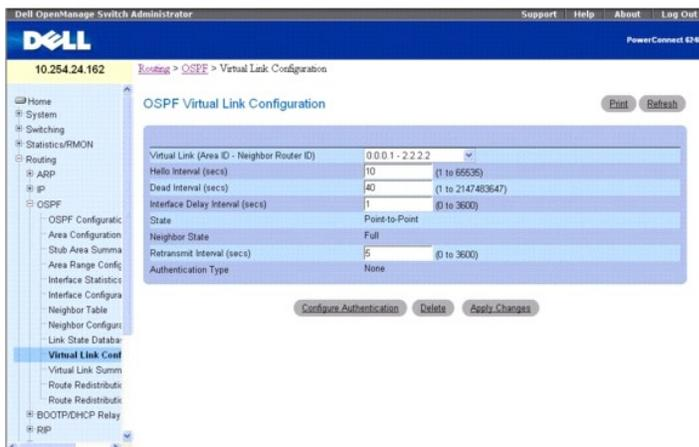 Dell OpenManage Switch Administrator
Support Help About Log Out
DELL
PowerConnect 624
10.254.24.162
Routing > OSPF > Virtual Link Configuration
Home
System
Switching
Statistics/RMON
Routing
ARP
IP
OSPF
OSPF Configuratic
Area Configuration
Stub Area Summa
Area Range Config
Interface Statistics
Interface Configura
Neighbor Table
Neighbor Configura
Link State Databa
Virtual Link Conf
Virtual Link Summ
Route Redistributic
Route Redistributic
BOOTP/DHCP Relay
RIP
OSPF Virtual Link Configuration
Print Refresh
Virtual Link (Area ID - Neighbor Router ID) 0.0.0.1 - 2.2.2.2
Hello Interval (secs) 10 (1 to 65535)
Dead Interval (secs) 40 (1 to 2147483647)
Interface Delay Interval (secs) 1 (0 to 3600)
State Point-to-Point
Neighbor State Full
Retransmit Interval (secs) 5 (0 to 3600)
Authentication Type None
Configure Authentication Delete Apply Changes